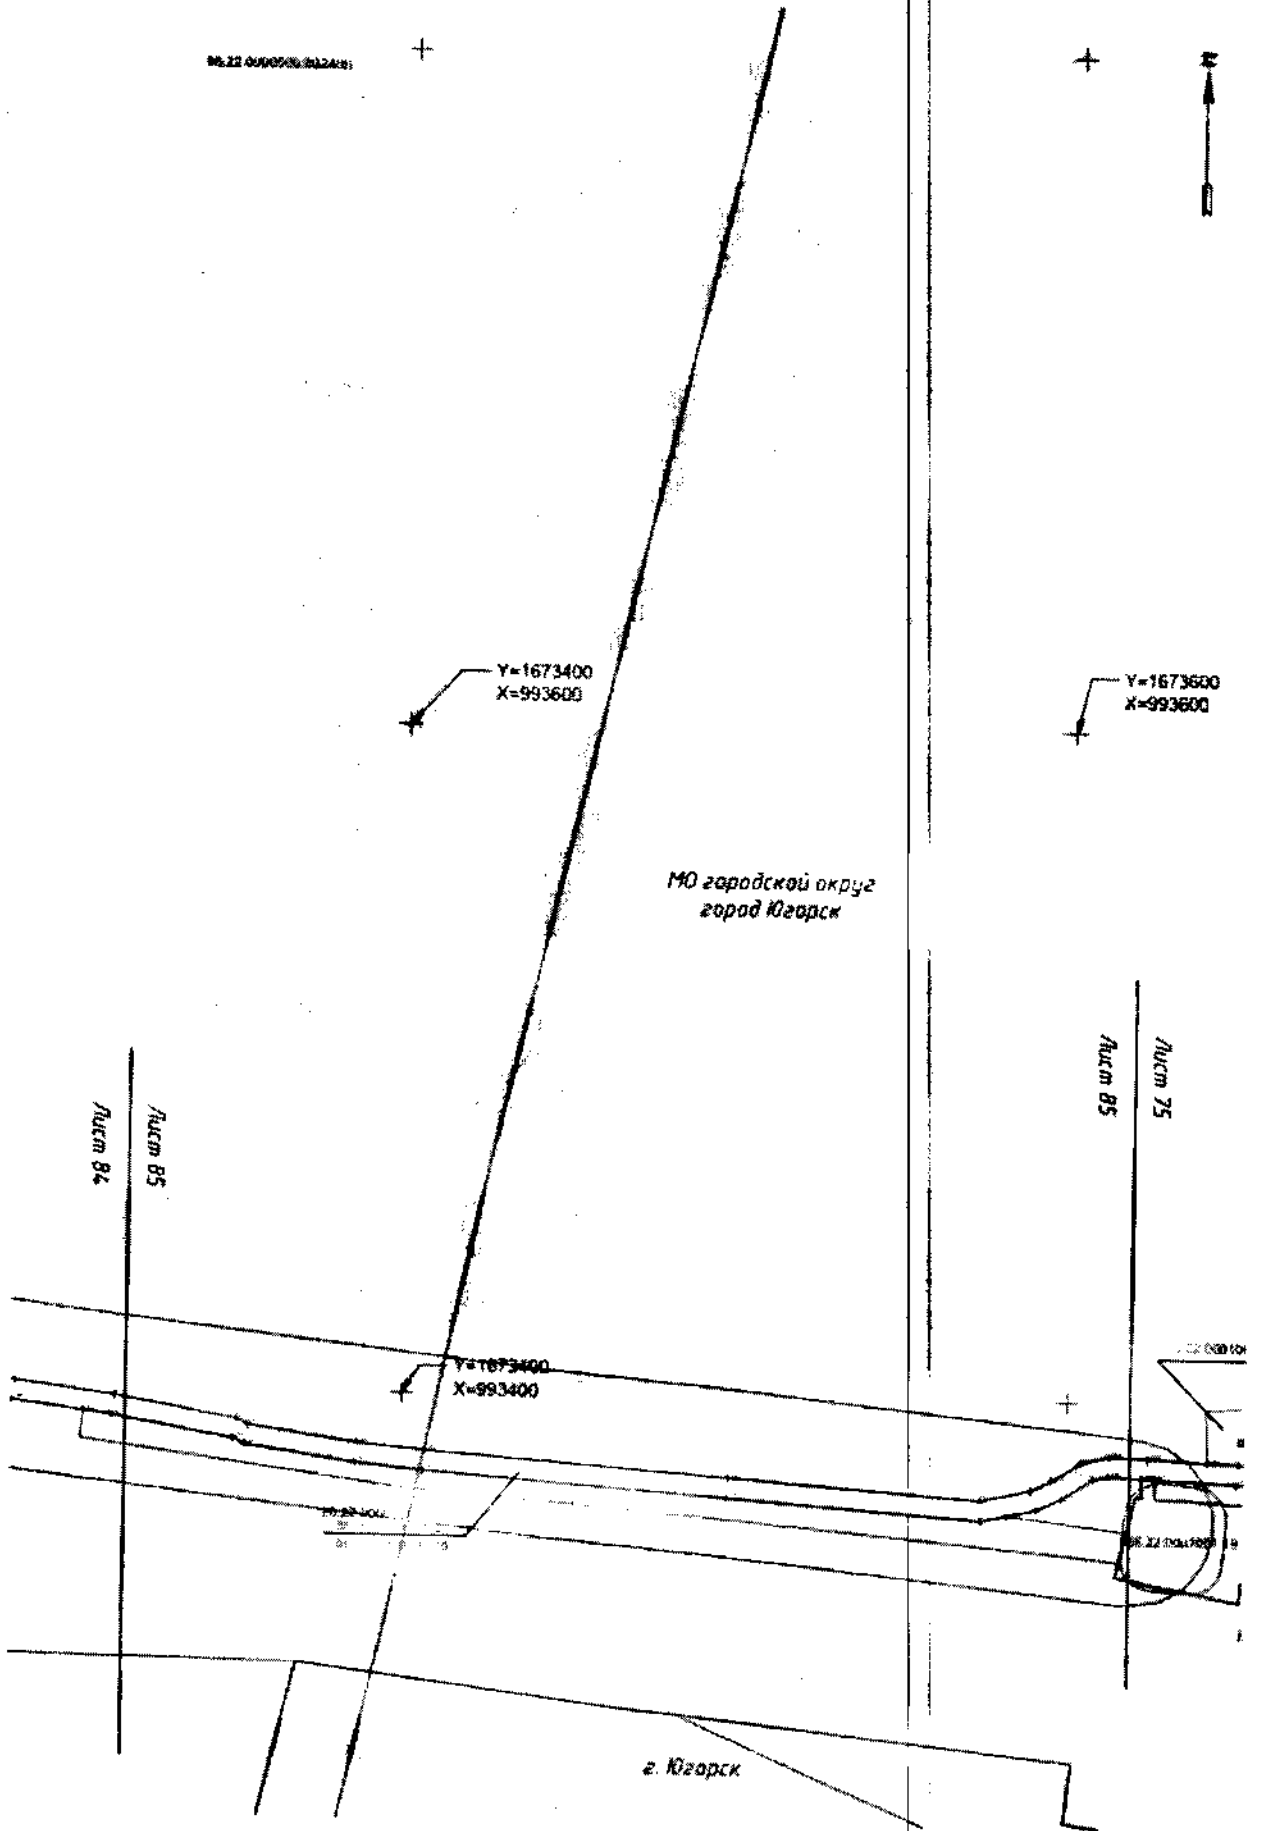 Y=1673400
X=993600
Y=1673600
X=993600
МО городской округ
город Югорск
Лист 84
Лист 85
Лист 85
Лист 75
Y=1673400
X=993400
г. Югорск